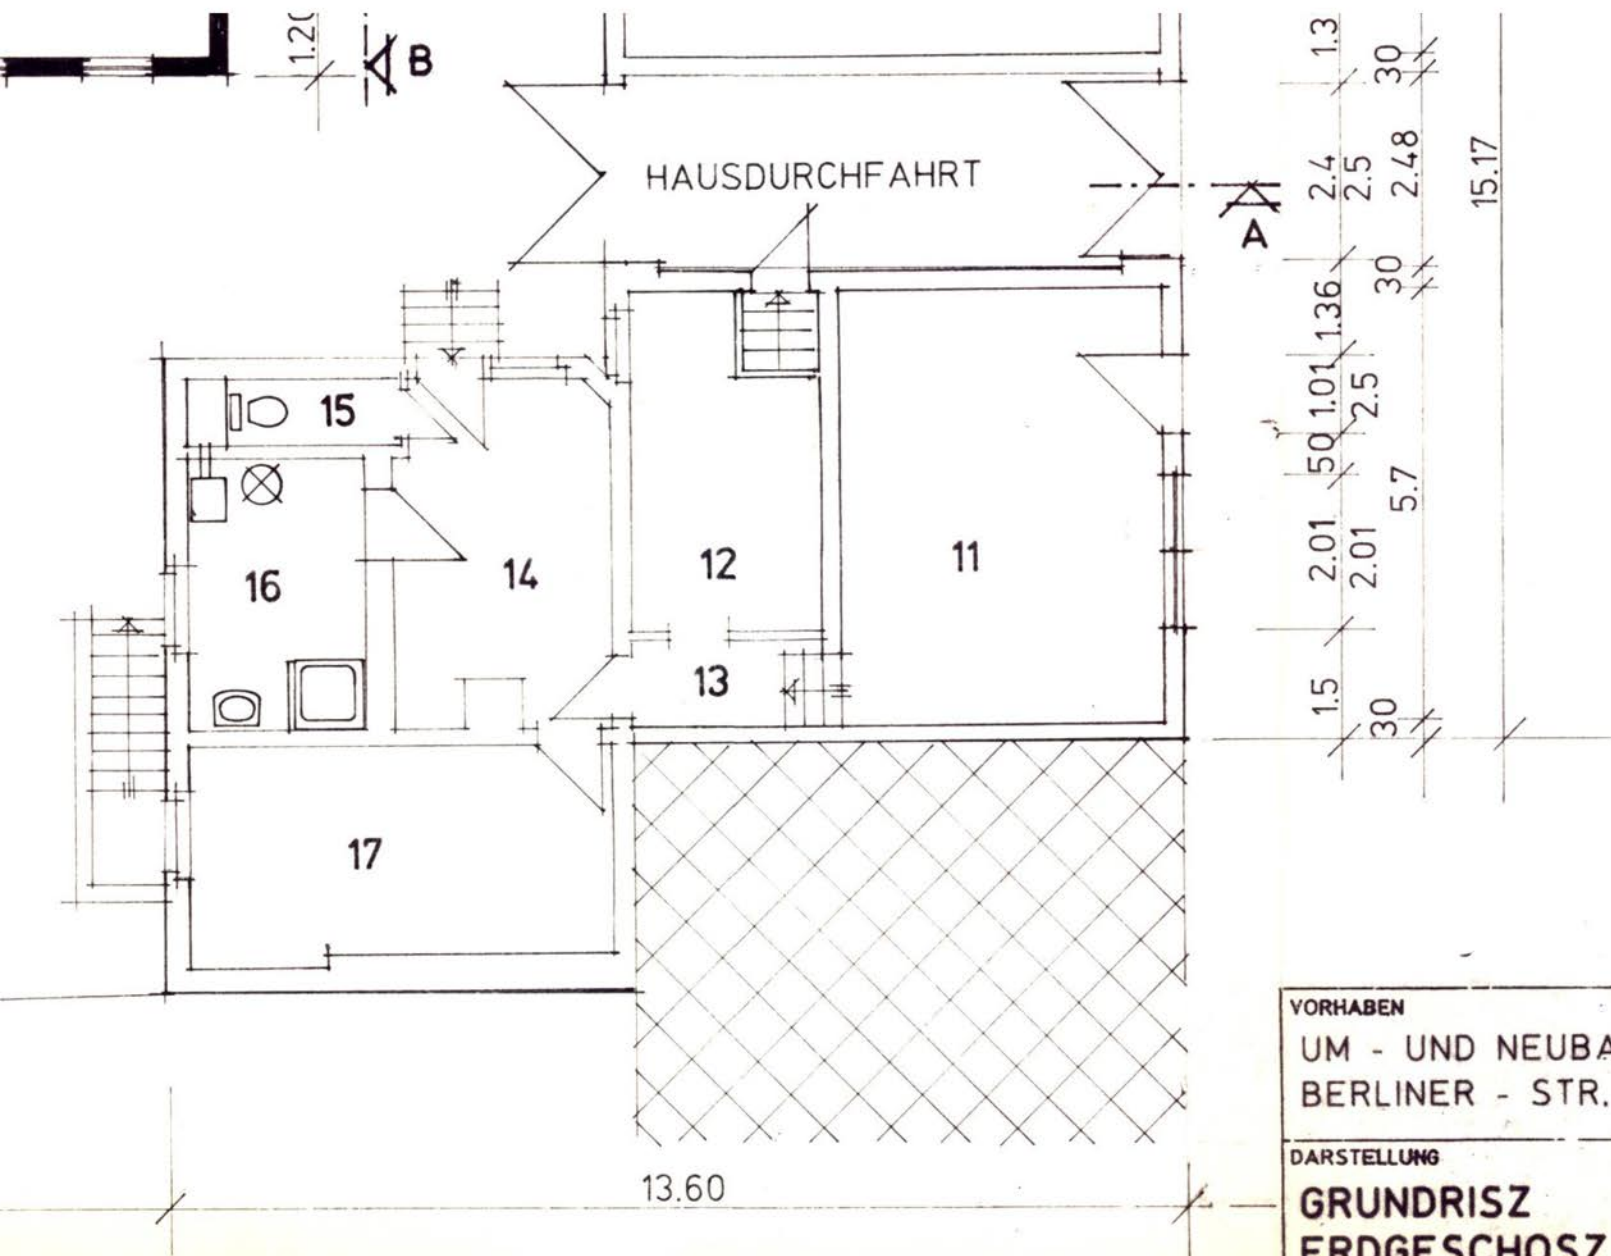 1.20
B
1.3
30
HAUSDURCHFAHRT
2.4
2.5
2.48
15.17
A
30
1.36
15
1.01
2.5
50
5.7
16
14
12
11
2.01
2.01
13
1.5
30
17
VORHABEN
UM - UND NEUBA
BERLINER - STR.
13.60
DARSTELLUNG
GRUNDRISZ
ERDGESCHOSZ